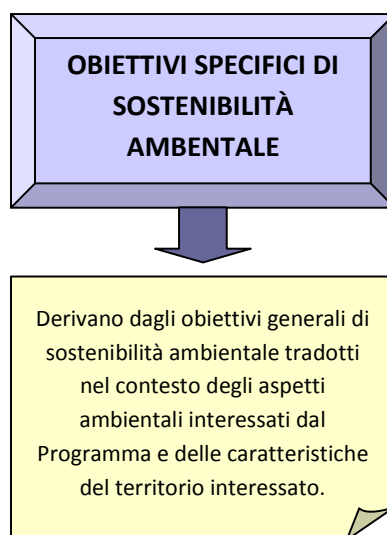 OBIETTIVI SPECIFICI DI
SOSTENIBILITÀ
AMBENTALE
Derivano dagli obiettivi generali di
sostenibilità ambientale tradotti
nel contesto degli aspetti
ambientali interessati dal
Programma e delle caratteristiche
del territorio interessato.